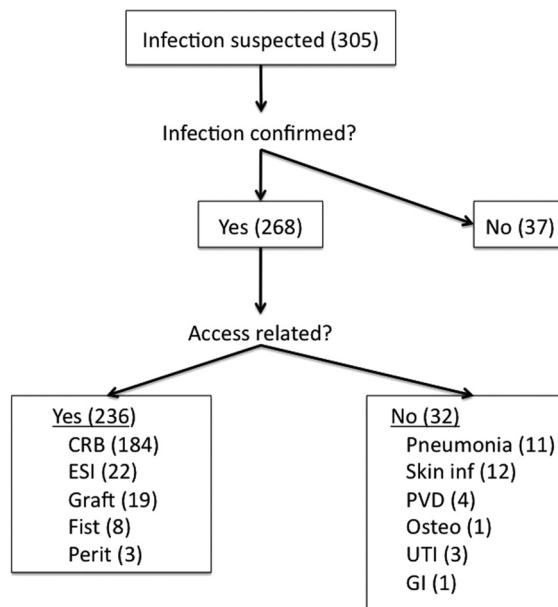 Infection suspected (305)
Infection confirmed?
Yes (268)
No (37)
Access related?
Yes (236)
CRB (184)
ESI (22)
Graft (19)
Fist (8)
Perit (3)
No (32)
Pneumonia (11)
Skin inf (12)
PVD (4)
Osteo (1)
UTI (3)
GI (1)